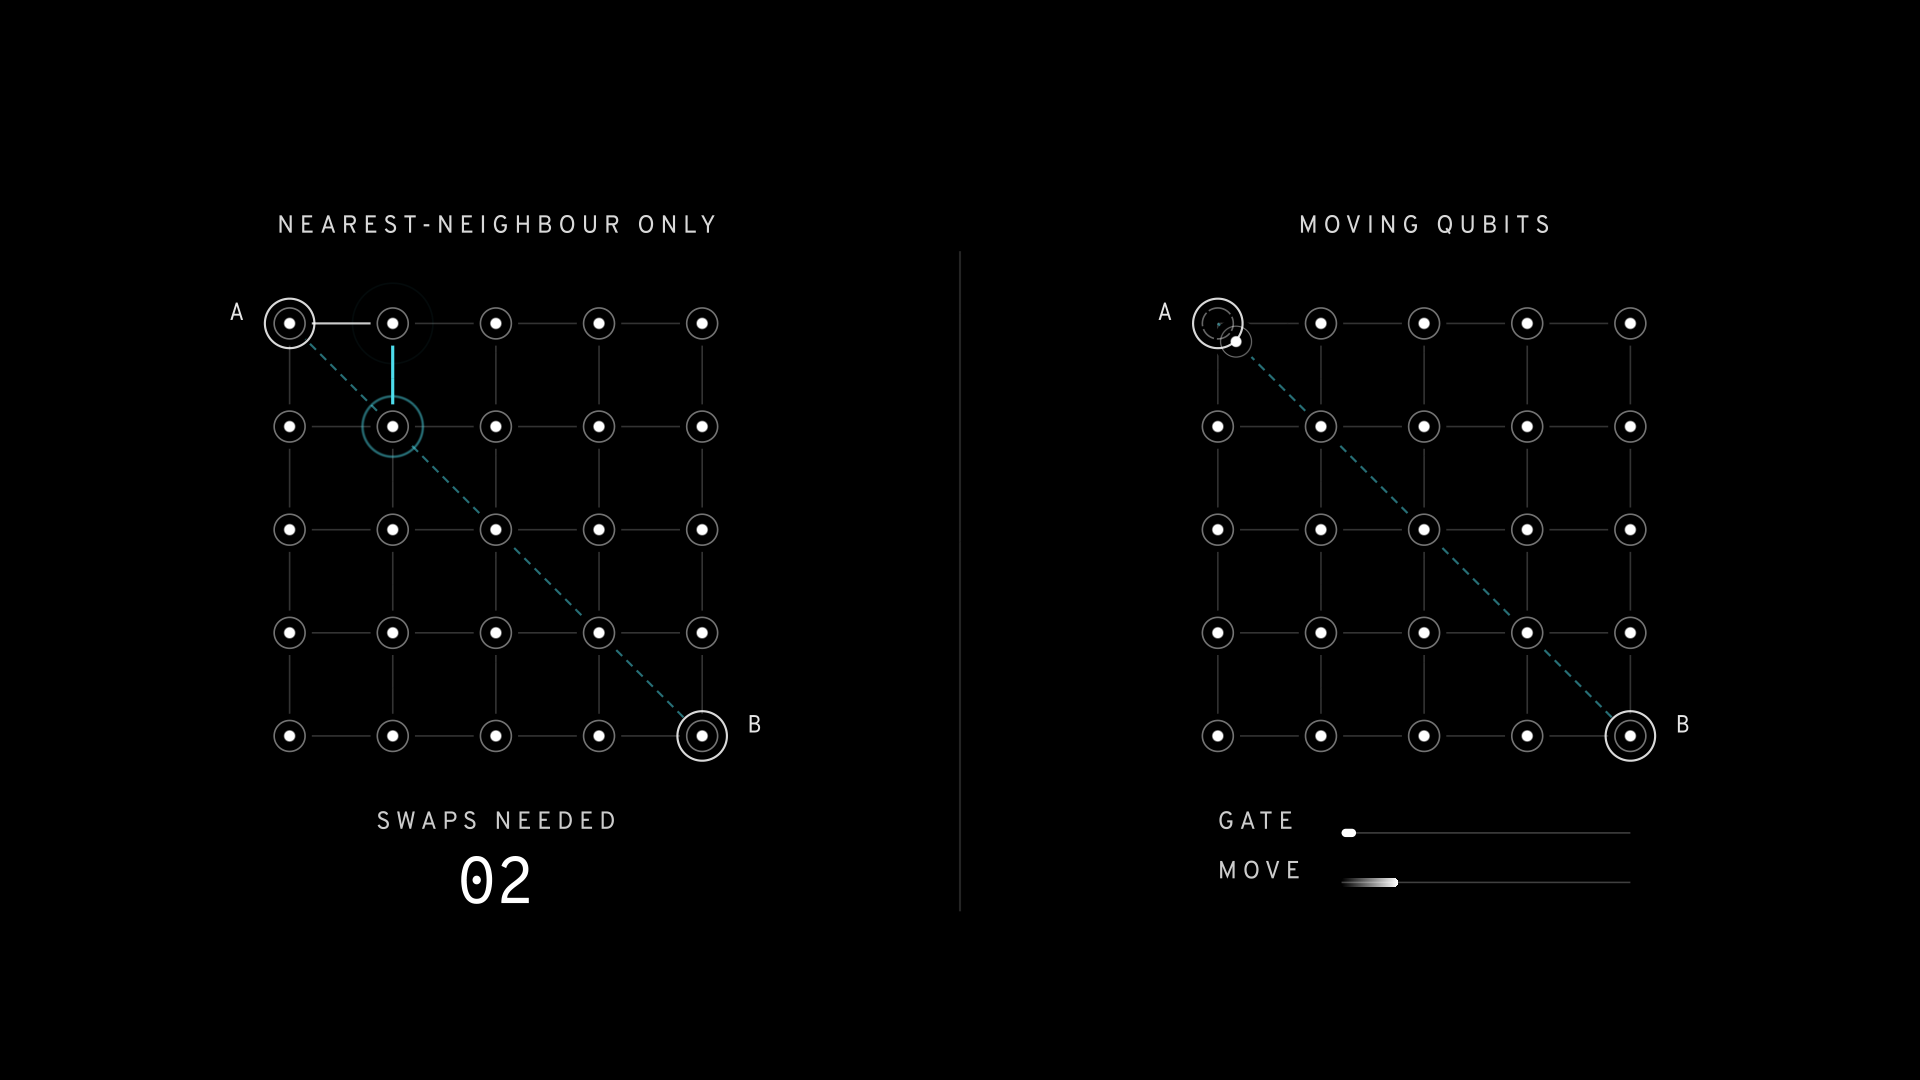 NEAREST-NEIGHBOUR ONLY
A
B
SWAPS NEEDED
02
MOVING QUBITS
A
B
GATE
MOVE